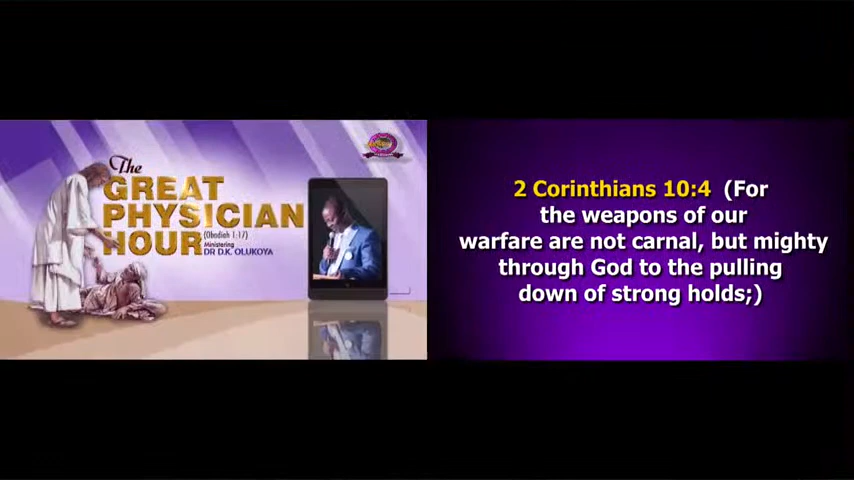 The
GREAT
PHYSICIAN
HOUR
(Obadiah 1:17)
Ministering
DR D.K. OLUKOYA
2 Corinthians 10:4 (For
the weapons of our
warfare are not carnal, but mighty
through God to the pulling
down of strong holds;)